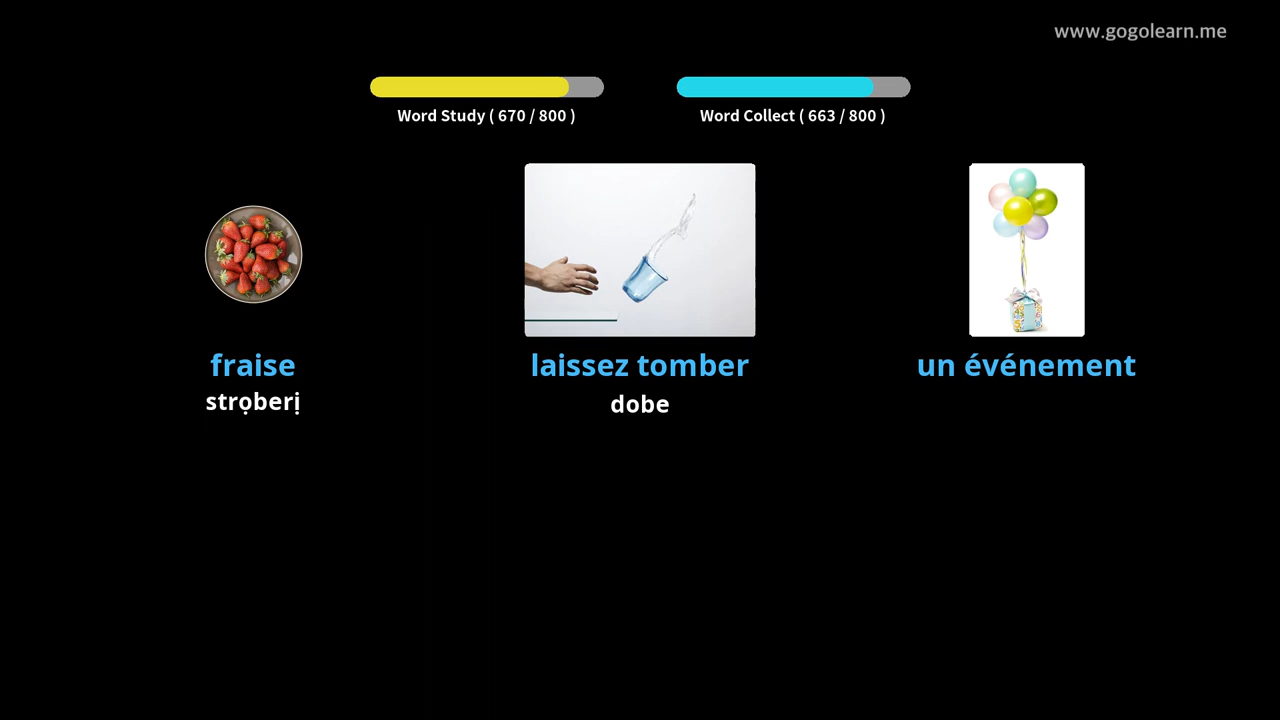 www.gogolearn.me
Word Study ( 670 / 800 )
Word Collect ( 663 / 800 )
fraise
strọberị
laissez tomber
dobe
un événement